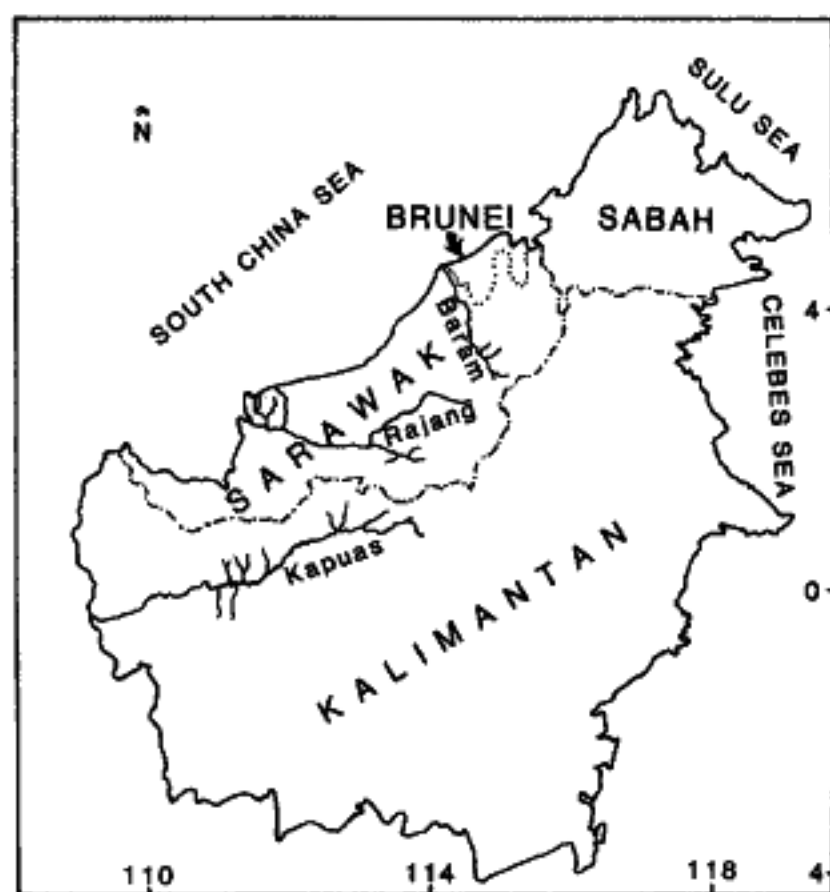 SULU SEA
N
SOUTH CHINA SEA
BRUNEI
SABAH
4
CELEBES SEA
Baram
SARAWAK
Rajang
Kapuas
KALIMANTAN
0
110
114
118
4